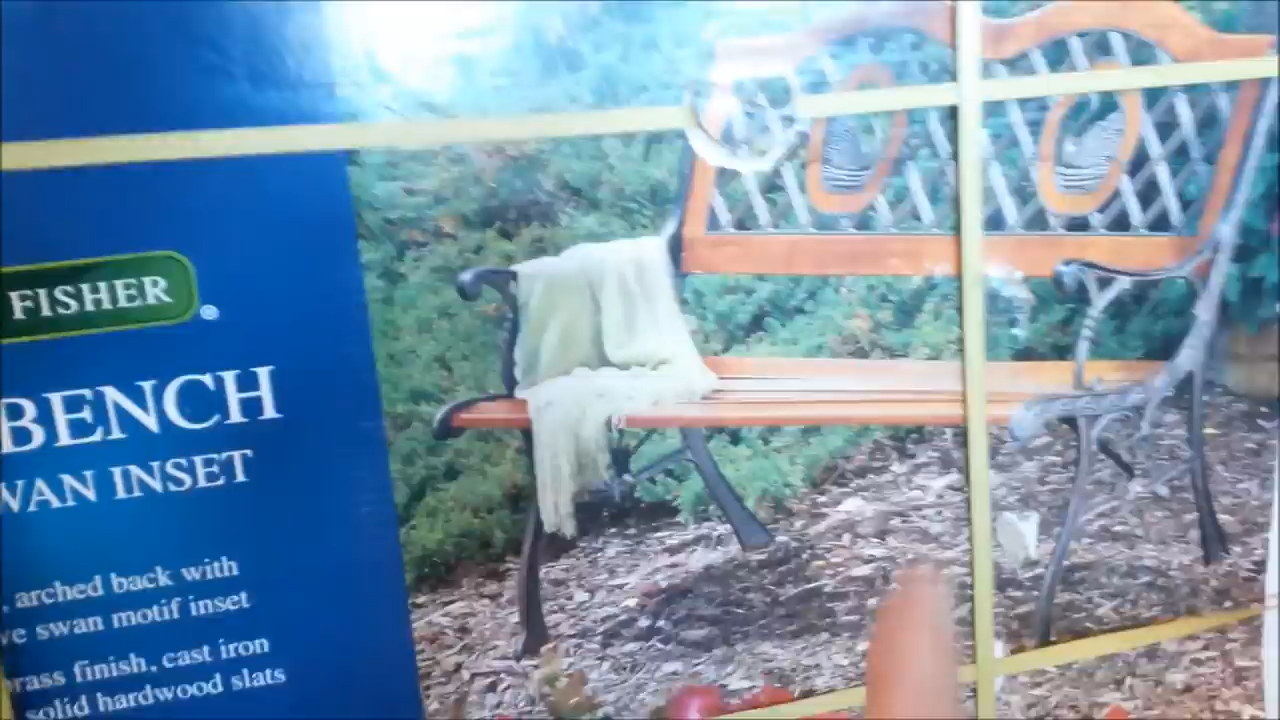 FISHER®
BENCH
WAN INSET
, arched back with
ve swan motif inset
rass finish, cast iron
solid hardwood slats